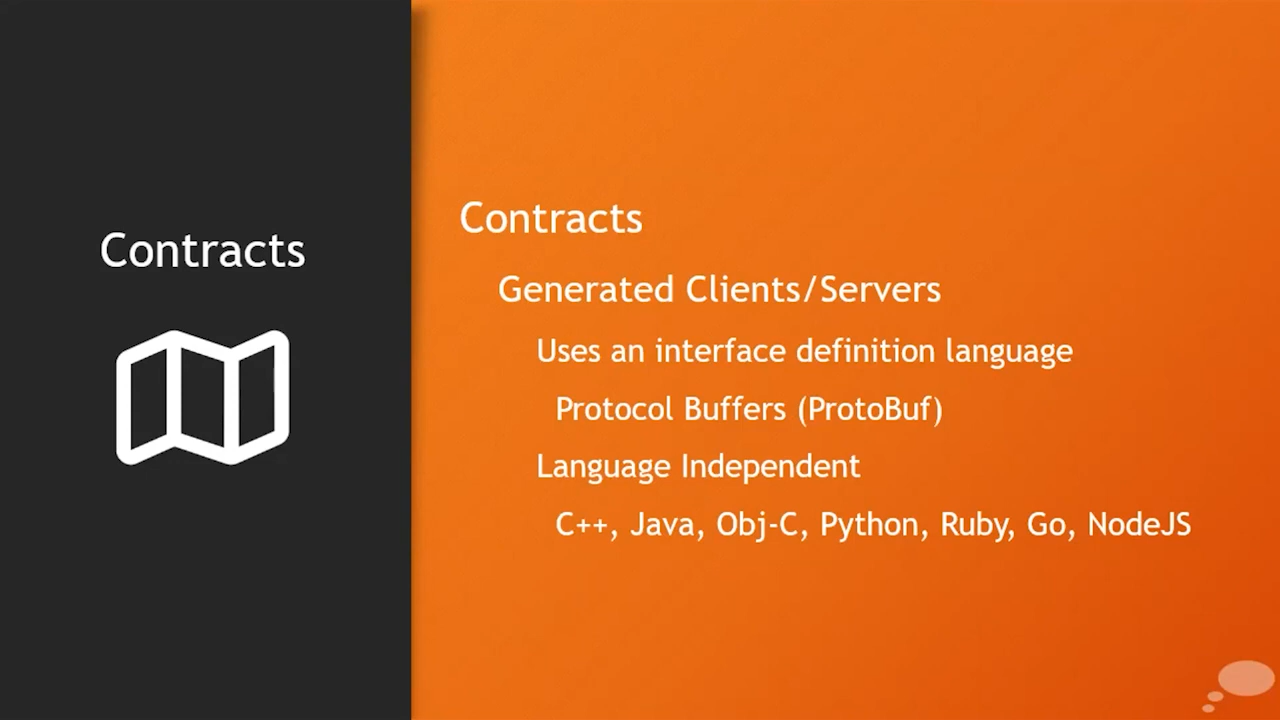 Contracts
Contracts
Generated Clients/Servers
Uses an interface definition language
Protocol Buffers (ProtoBuf)
Language Independent
C++, Java, Obj-C, Python, Ruby, Go, NodeJS